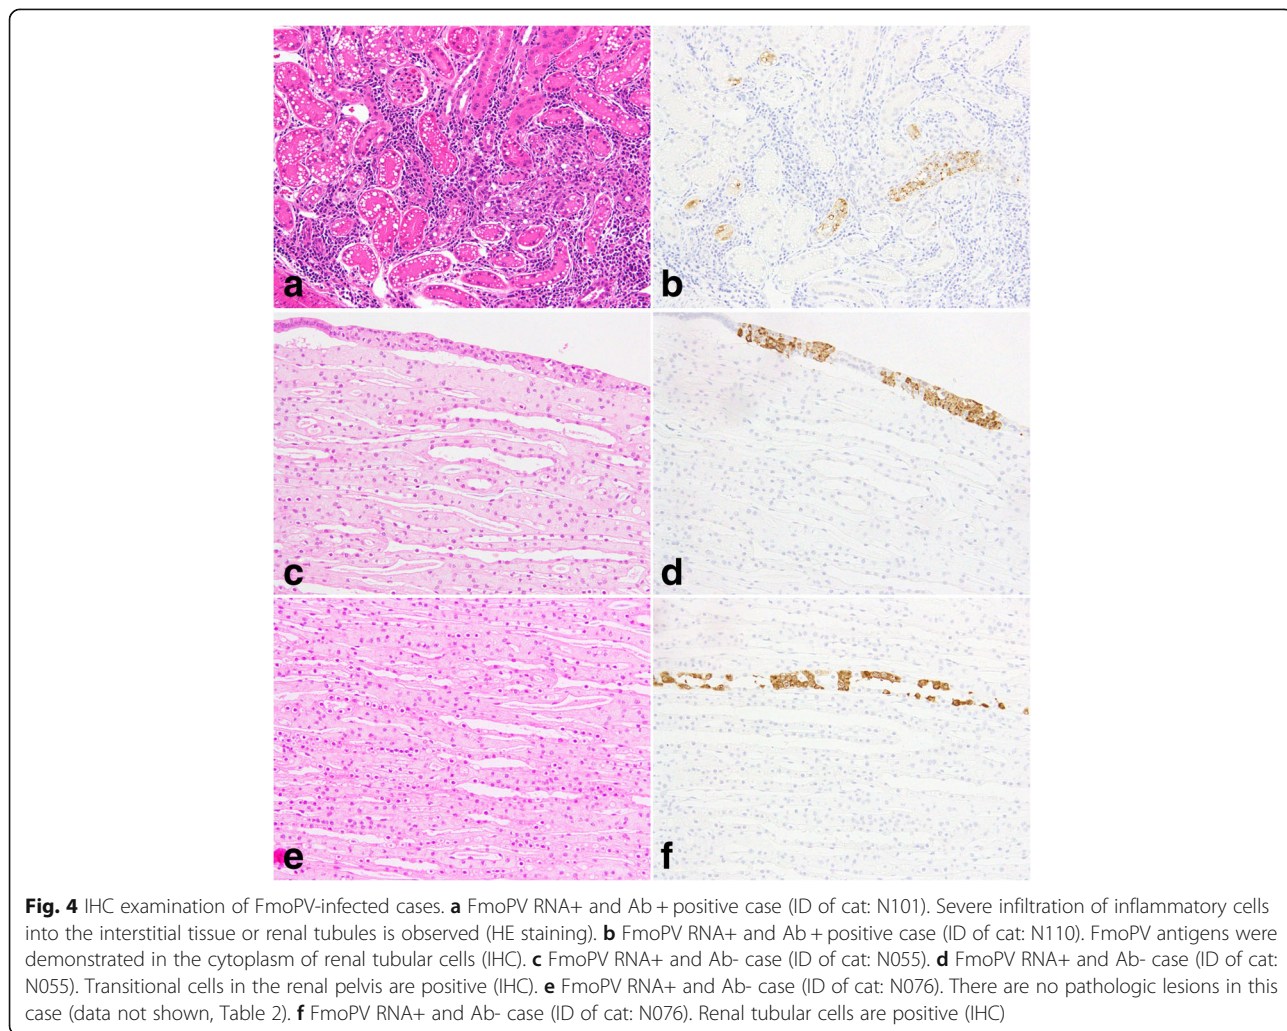 a
b
c
d
e
f
Fig. 4 IHC examination of FmoPV-infected cases. a FmoPV RNA+ and Ab + positive case (ID of cat: N101). Severe infiltration of inflammatory cells
into the interstitial tissue or renal tubules is observed (HE staining). b FmoPV RNA+ and Ab + positive case (ID of cat: N110). FmoPV antigens were
demonstrated in the cytoplasm of renal tubular cells (IHC). c FmoPV RNA+ and Ab- case (ID of cat: N055). d FmoPV RNA+ and Ab- case (ID of cat:
N055). Transitional cells in the renal pelvis are positive (IHC). e FmoPV RNA+ and Ab- case (ID of cat: N076). There are no pathologic lesions in this
case (data not shown, Table 2). f FmoPV RNA+ and Ab- case (ID of cat: N076). Renal tubular cells are positive (IHC)